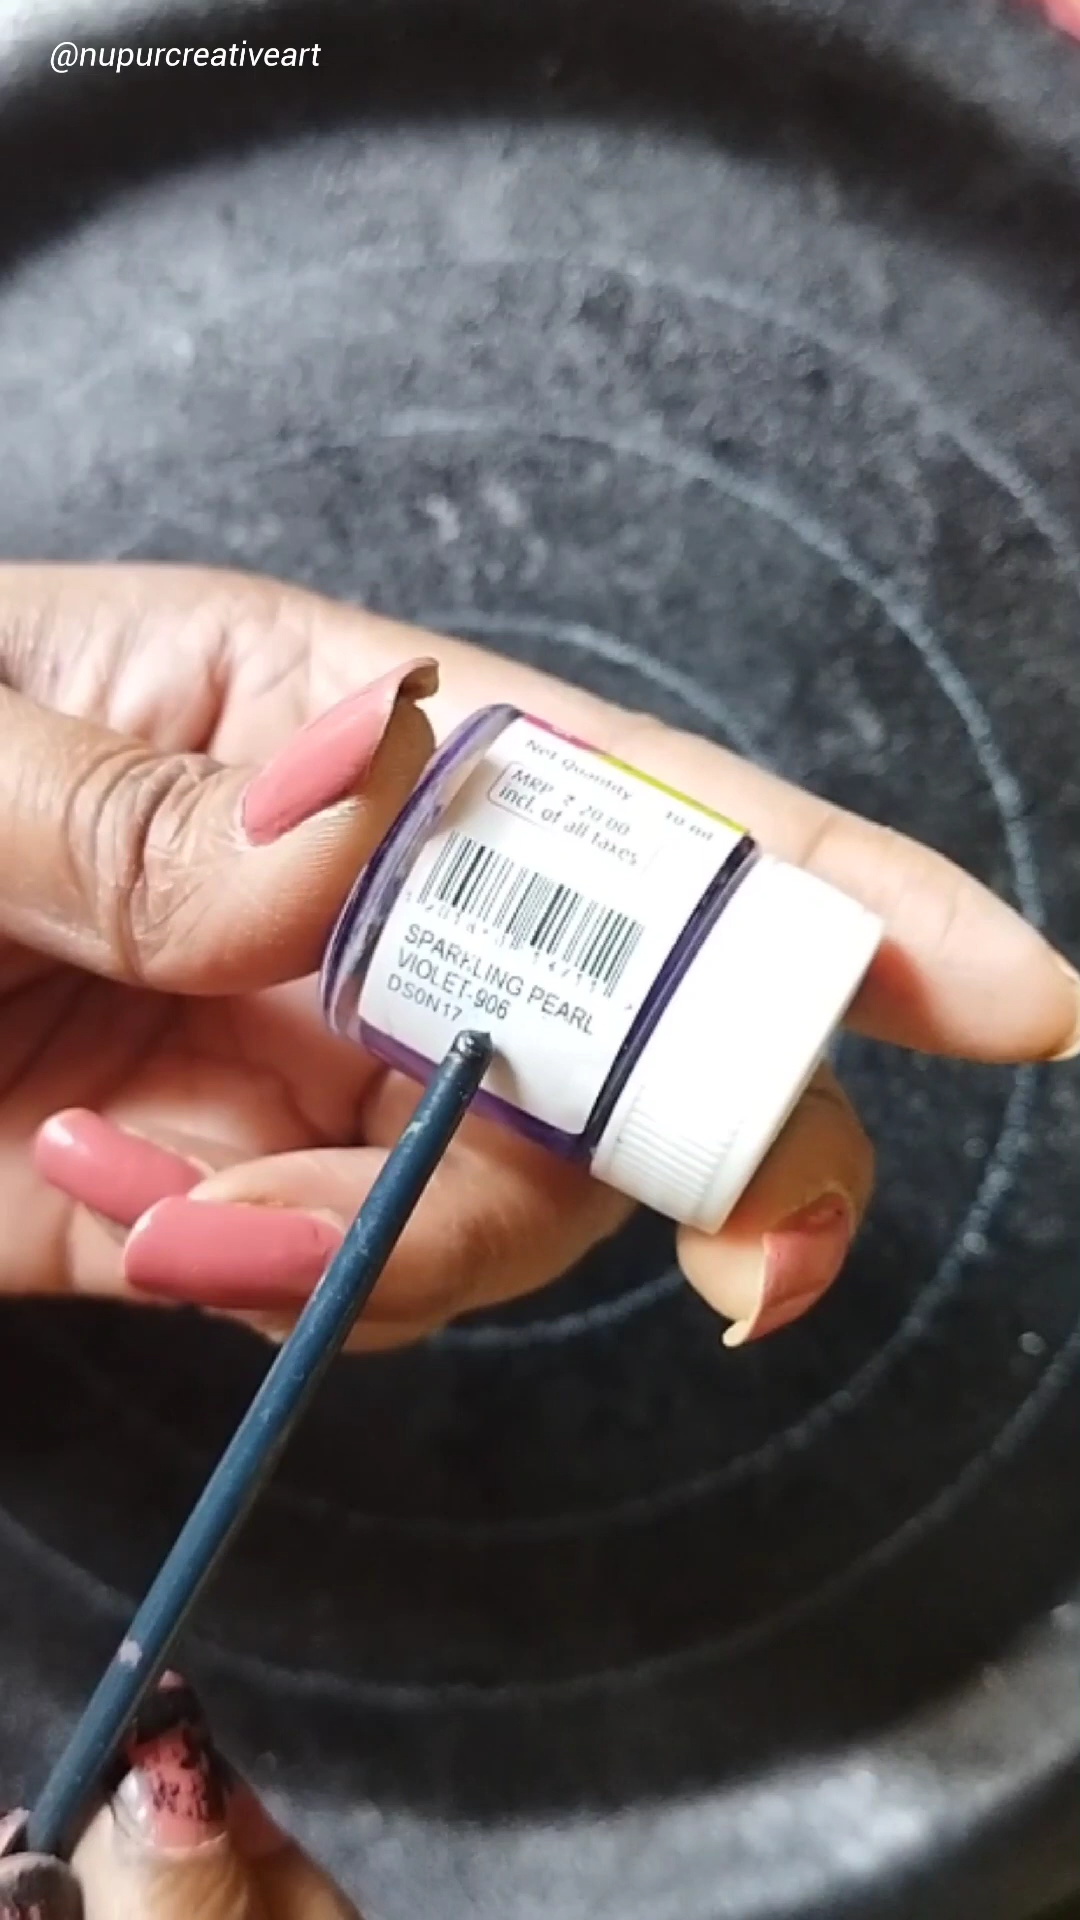 @nupurcreativeart
Net Quantity 10 ml
MRP ₹ 20.00
incl. of all taxes
SPARKLING PEARL
VIOLET-906
DS0N17